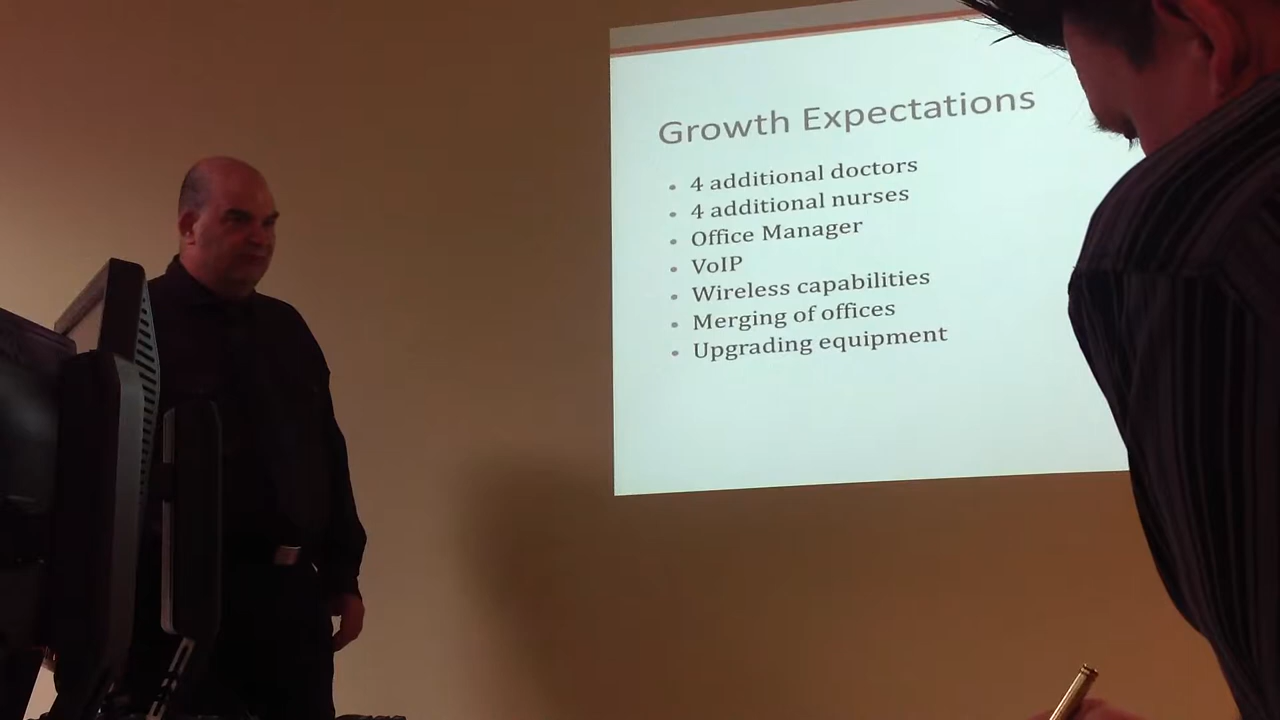 Growth Expectations
• 4 additional doctors
• 4 additional nurses
• Office Manager
• VoIP
• Wireless capabilities
• Merging of offices
• Upgrading equipment